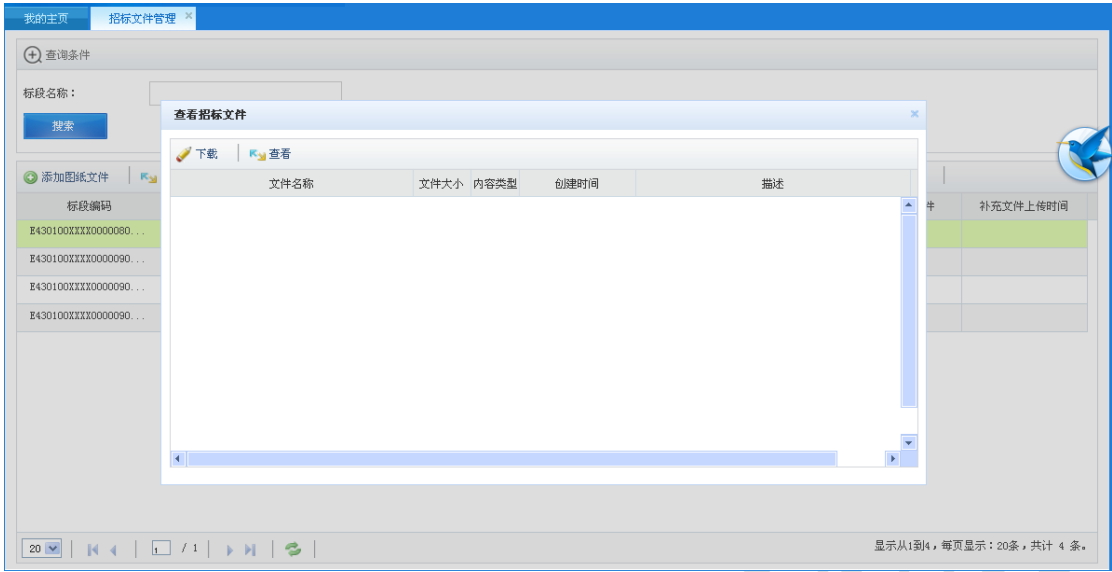 我的主页 招标文件管理 ×
查询条件
标段名称：
搜索
查看招标文件 ×
下载 查看
文件名称 文件大小 内容类型 创建时间 描述
添加图纸文件
标段编码 件 补充文件上传时间
E430100XXXX0000080...
E430100XXXX0000090...
E430100XXXX0000090...
E430100XXXX0000090...
20 1 / 1 显示从1到4，每页显示：20条，共计 4 条。